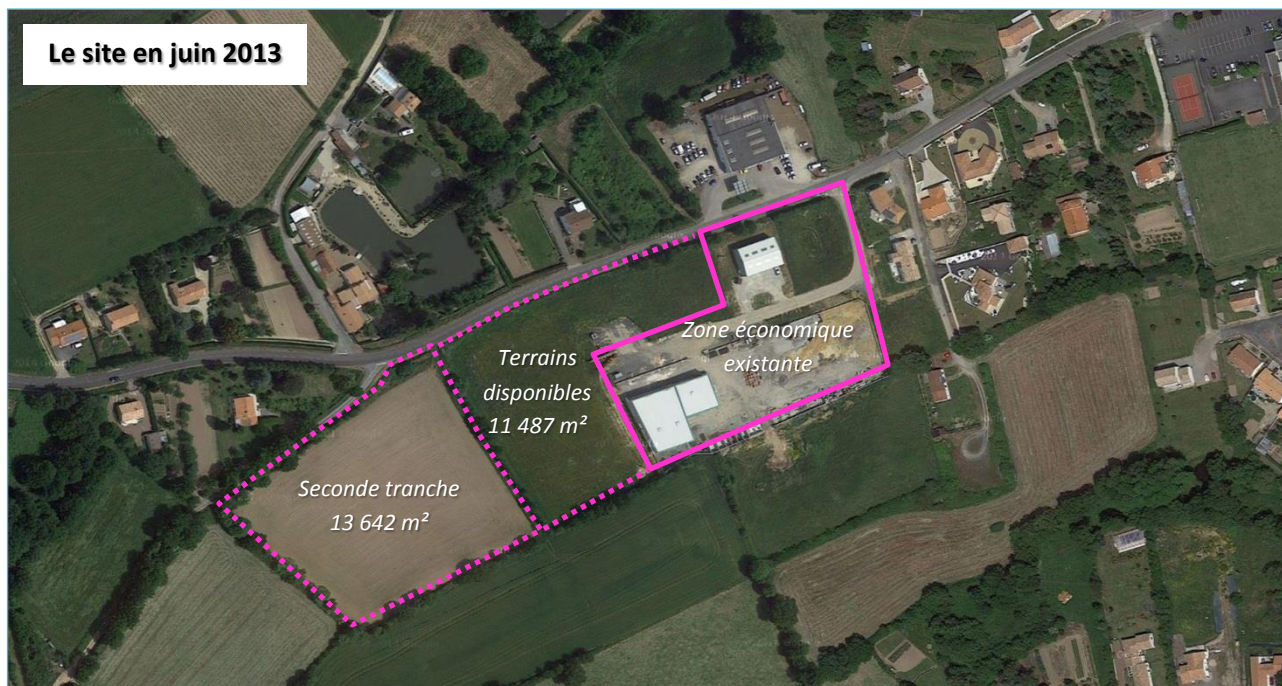 Le site en juin 2013
Zone économique
existante
Terrains
disponibles
11 487 m²
Seconde tranche
13 642 m²